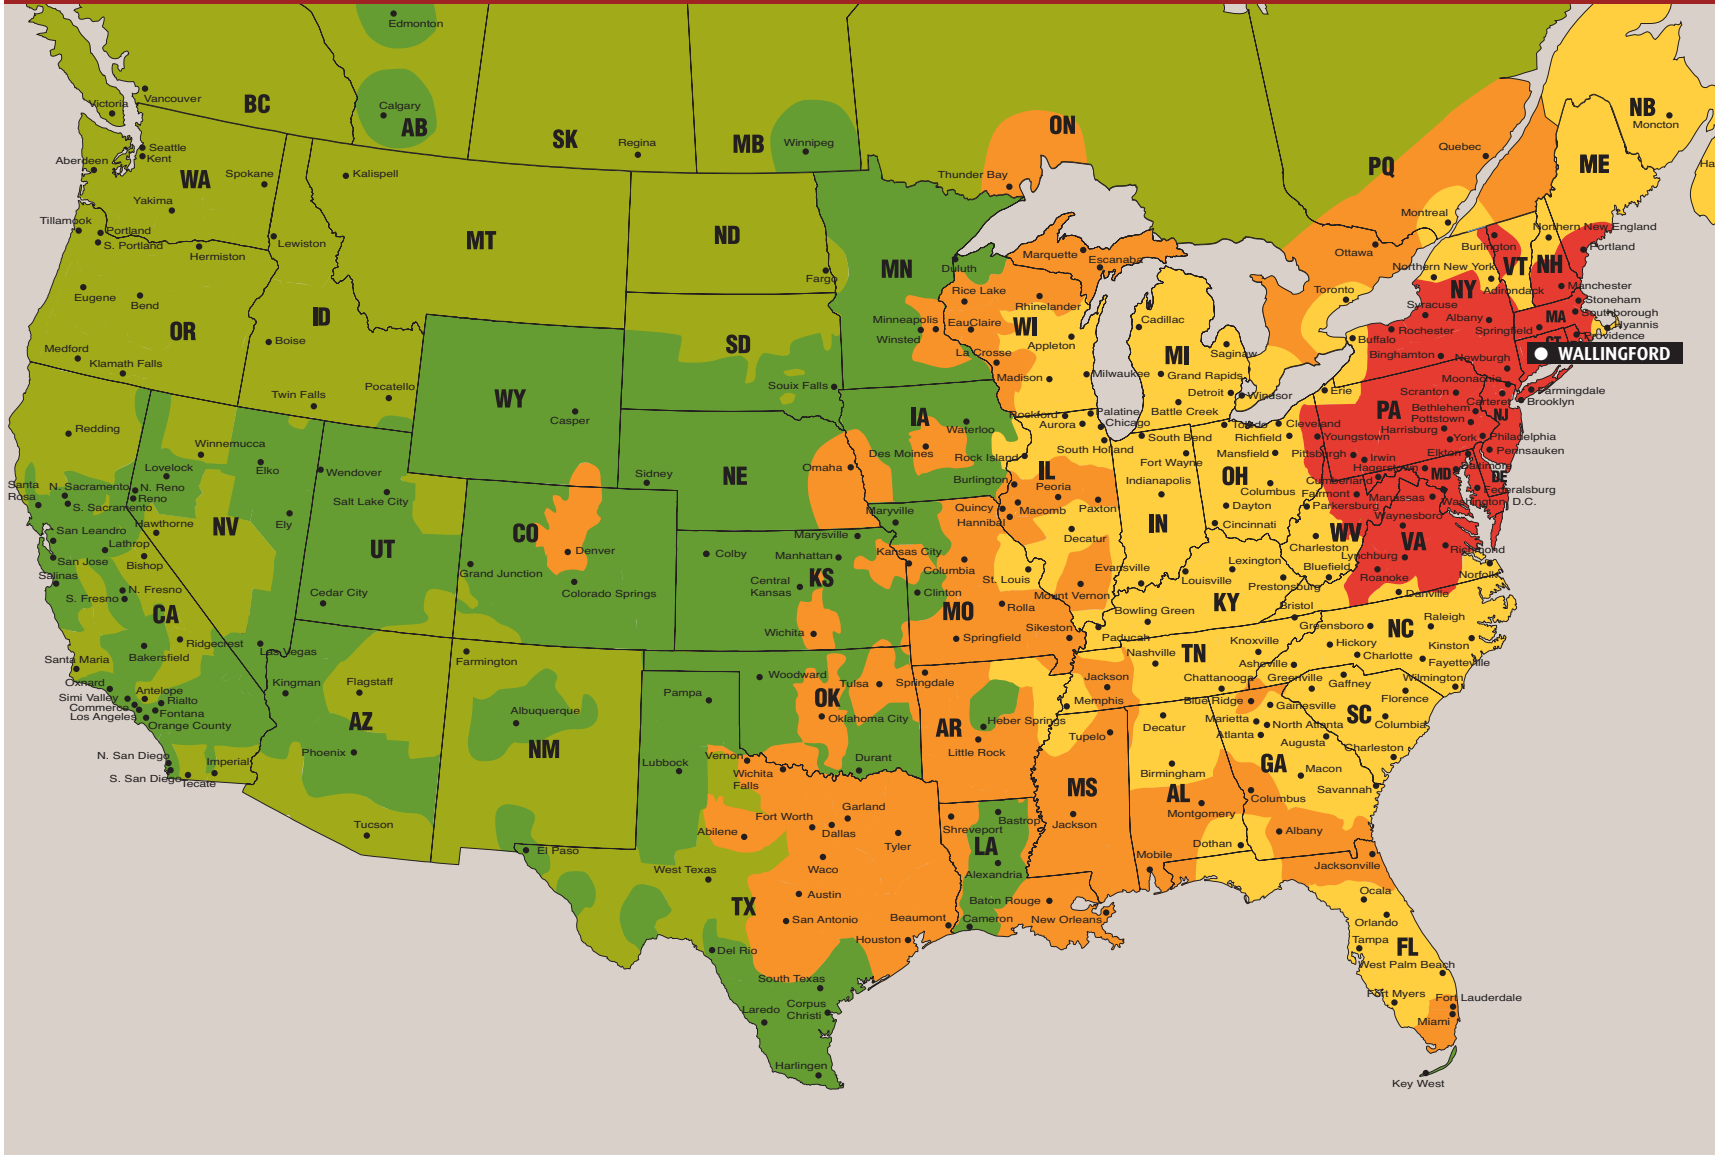 Edmonton
Calgary
AB
Victoria
Vancouver
BC
SK
Regina
MB
Winnipeg
ON
Thunder Bay
PQ
Quebec
Montreal
Ottawa
Toronto
NB
Moncton
Ha
ME
Seattle
Kent
Aberdeen
WA
Spokane
Yakima
Tillamook
Portland
S. Portland
Hermiston
Lewiston
Kalispell
MT
ND
Fargo
MN
Duluth
Minneapolis
Winsted
Eugene
Bend
OR
ID
Boise
Medford
Klamath Falls
Twin Falls
Pocatello
WY
Casper
SD
Souix Falls
Marquette
Escanaba
Rice Lake
Rhinelander
EauClaire
WI
Appleton
La Crosse
Madison
Milwaukee
Cadillac
MI
Saginaw
Grand Rapids
Detroit
Windsor
Battle Creek
Northern New England
Burlington
Portland
VT
NH
Northern New York
Adirondack
NY
Manchester
Stoneham
Syracuse
Albany
MA
Southborough
Hyannis
Springfield
Providence
Rochester
Buffalo
CT
WALLINGFORD
Binghamton
Newburgh
Erie
Moonachie
Scranton
Farmingdale
Carteret
Brooklyn
PA
Bethlehem
Pottstown
NJ
Harrisburg
York
Philadelphia
Pennsauken
Youngstown
Pittsburgh
Irwin
Elkton
Hagerstown
Baltimore
MD
DE
Cumberland
Federalsburg
Fairmont
Manassas
Washington, D.C.
Parkersburg
Waynesboro
WV
VA
Charleston
Lynchburg
Richmond
Bluefield
Roanoke
Norfolk
Danville
Redding
Winnemucca
Elko
Lovelock
N. Reno
Reno
Wendover
Salt Lake City
Santa
Rosa
N. Sacramento
S. Sacramento
San Leandro
Hawthorne
NV
Ely
Lathrop
San Jose
Bishop
Salinas
N. Fresno
S. Fresno
CA
Cedar City
UT
Ridgecrest
Bakersfield
Las Vegas
Santa Maria
Oxnard
Simi Valley
Antelope
Commerce
Rialto
Los Angeles
Fontana
Orange County
N. San Diego
Imperial
S. San Diego
Tecate
Kingman
Flagstaff
AZ
Phoenix
Tucson
CO
Denver
Grand Junction
Colorado Springs
Farmington
Albuquerque
NM
El Paso
Sidney
NE
Omaha
Colby
Marysville
Manhattan
KS
Central
Kansas
Wichita
IA
Waterloo
Des Moines
Rock Island
Burlington
Maryville
Kansas City
Columbia
Clinton
MO
Rolla
Springfield
Sikeston
Rockford
Palatine
Aurora
Chicago
South Holland
IL
Peoria
Quincy
Hannibal
Macomb
Paxton
Decatur
St. Louis
Mount Vernon
South Bend
Fort Wayne
Indianapolis
IN
Evansville
Toledo
Cleveland
Richfield
Mansfield
OH
Columbus
Dayton
Cincinnati
Lexington
Louisville
Prestonsburg
KY
Bowling Green
Paducah
Bristol
Nashville
TN
Knoxville
Chattanooga
Jackson
Memphis
Greensboro
Raleigh
NC
Hickory
Kinston
Charlotte
Asheville
Fayetteville
Greenville
Gaffney
Wilmington
Florence
SC
Columbia
Charleston
Blue Ridge
Gainesville
Marietta
North Atlanta
Atlanta
Augusta
GA
Macon
Savannah
Columbus
Albany
Decatur
Birmingham
AL
Montgomery
Dothan
Mobile
Tupelo
MS
Jackson
Springdale
AR
Heber Springs
Little Rock
Shreveport
Bastrop
LA
Alexandria
Baton Rouge
Cameron
New Orleans
Woodward
Tulsa
OK
Oklahoma City
Durant
Pampa
Lubbock
Vernon
Wichita
Falls
Garland
Fort Worth
Abilene
Dallas
Tyler
Waco
West Texas
TX
Austin
San Antonio
Beaumont
Houston
Del Rio
South Texas
Laredo
Corpus
Christi
Harlingen
Jacksonville
Ocala
Orlando
Tampa
FL
West Palm Beach
Fort Myers
Fort Lauderdale
Miami
Key West